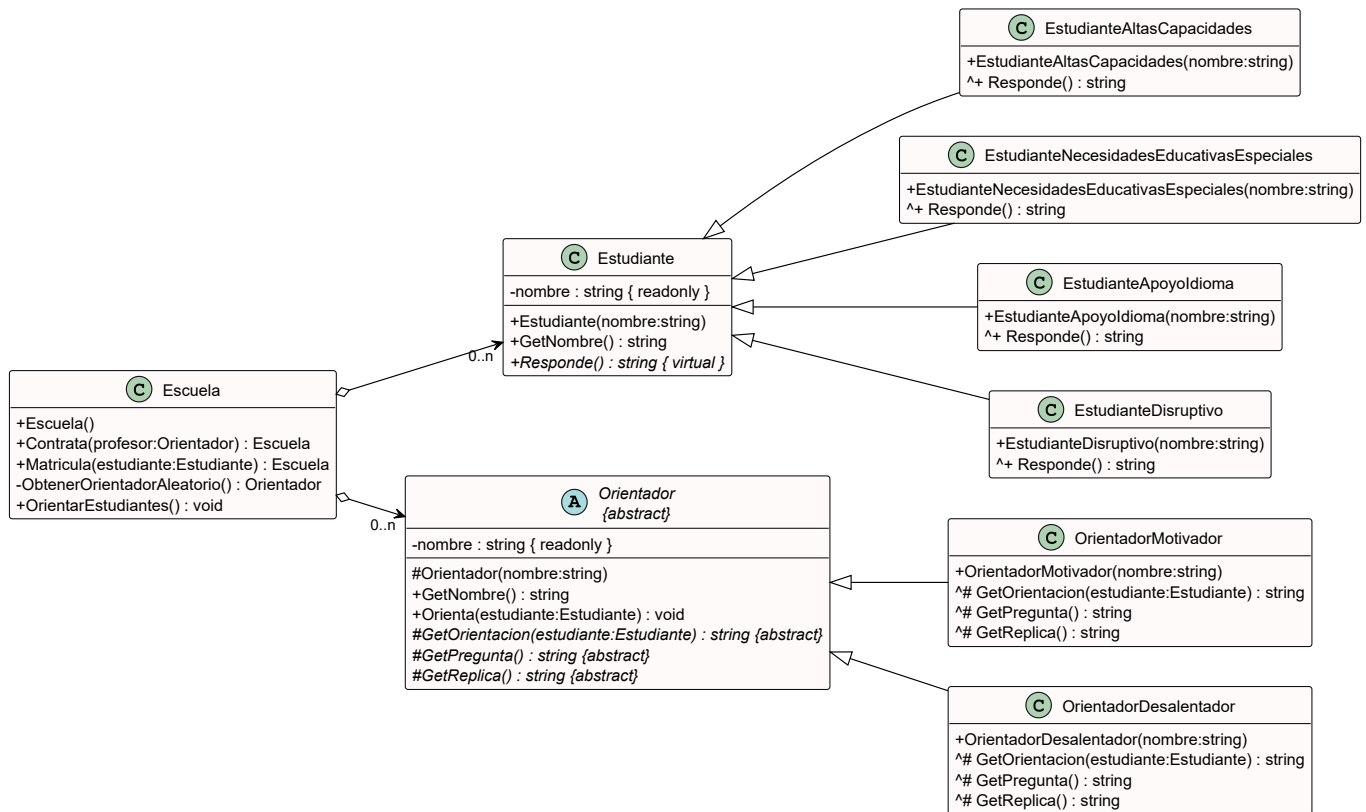 C EstudianteAltasCapacidades
+EstudianteAltasCapacidades(nombre:string)
^+ Responde() : string
C EstudianteNecesidadesEducativasEspeciales
+EstudianteNecesidadesEducativasEspeciales(nombre:string)
^+ Responde() : string
C Estudiante
-nombre : string { readonly }
+Estudiante(nombre:string)
+GetNombre() : string
+Responde() : string { virtual }
C EstudianteApoyoIdioma
+EstudianteApoyoIdioma(nombre:string)
^+ Responde() : string
0..n
C Escuela
+Escuela()
+Contrata(profesor:Orientador) : Escuela
+Matricula(estudiante:Estudiante) : Escuela
-ObtenerOrientadorAleatorio() : Orientador
+OrientarEstudiantes() : void
C EstudianteDisruptivo
+EstudianteDisruptivo(nombre:string)
^+ Responde() : string
0..n
A Orientador
{abstract}
-nombre : string { readonly }
#Orientador(nombre:string)
+GetNombre() : string
+Orienta(estudiante:Estudiante) : void
#GetOrientacion(estudiante:Estudiante) : string {abstract}
#GetPregunta() : string {abstract}
#GetReplica() : string {abstract}
C OrientadorMotivador
+OrientadorMotivador(nombre:string)
^# GetOrientacion(estudiante:Estudiante) : string
^# GetPregunta() : string
^# GetReplica() : string
C OrientadorDesalentador
+OrientadorDesalentador(nombre:string)
^# GetOrientacion(estudiante:Estudiante) : string
^# GetPregunta() : string
^# GetReplica() : string